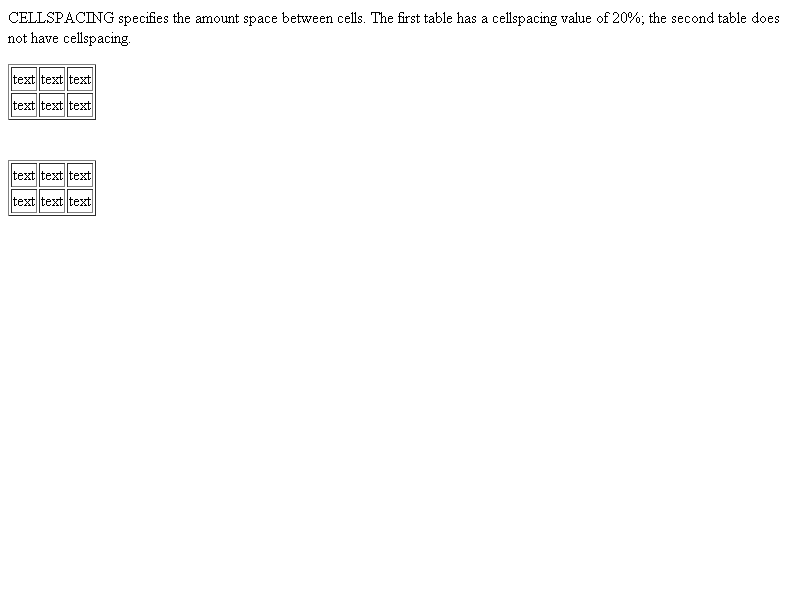 CELLSPACING specifies the amount space between cells. The first table has a cellspacing value of 20%; the second table does
not have cellspacing.
text text text
text text text
text text text
text text text